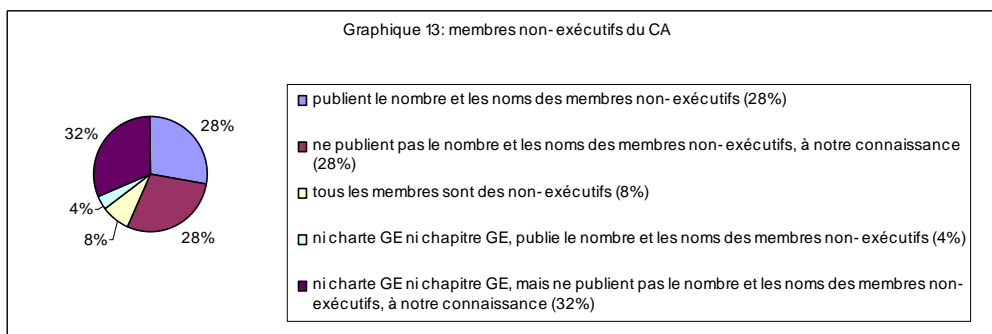 Graphique 13: membres non-exécutifs du CA
28%
28%
8%
4%
32%
publient le nombre et les noms des membres non-exécutifs (28%)
ne publient pas le nombre et les noms des membres non-exécutifs, à notre connaissance
(28%)
tous les membres sont des non-exécutifs (8%)
ni charte GE ni chapitre GE, publie le nombre et les noms des membres non-exécutifs (4%)
ni charte GE ni chapitre GE, mais ne publient pas le nombre et les noms des membres non-
exécutifs, à notre connaissance (32%)